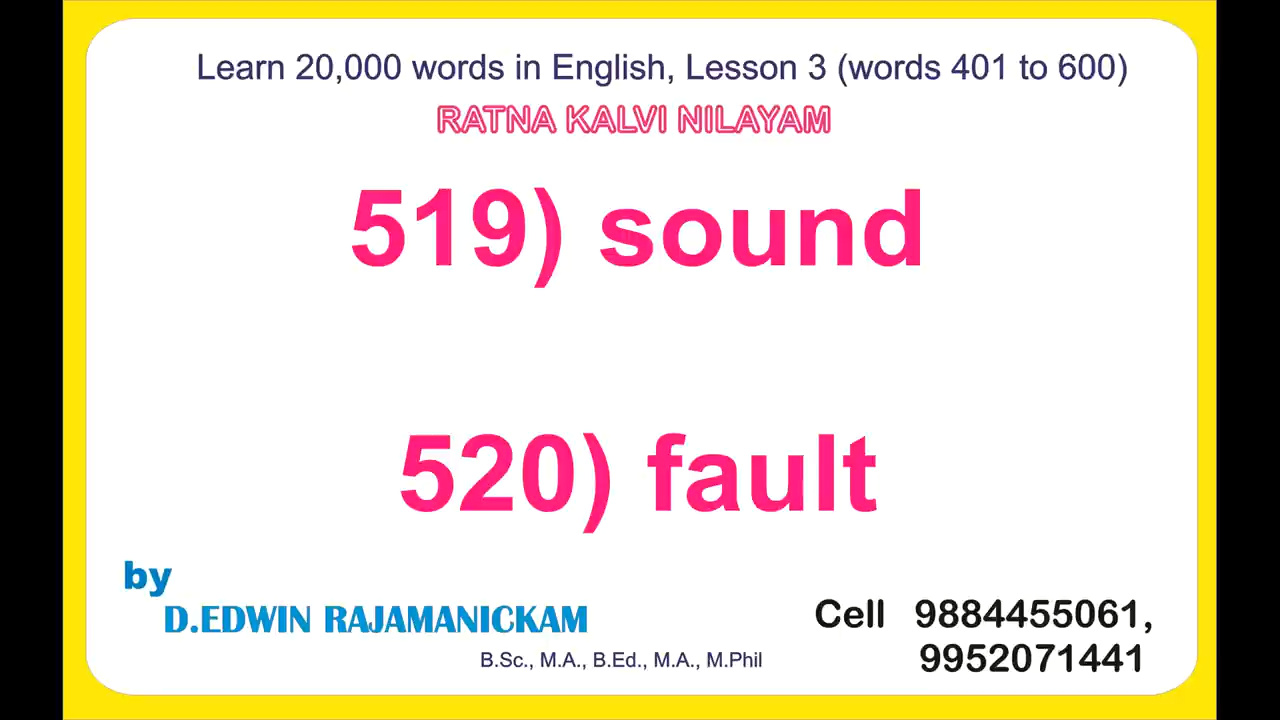 Learn 20,000 words in English, Lesson 3 (words 401 to 600)
RATNA KALVI NILAYAM
519) sound
520) fault
by
D.EDWIN RAJAMANICKAM
B.Sc., M.A., B.Ed., M.A., M.Phil
Cell 9884455061,
9952071441